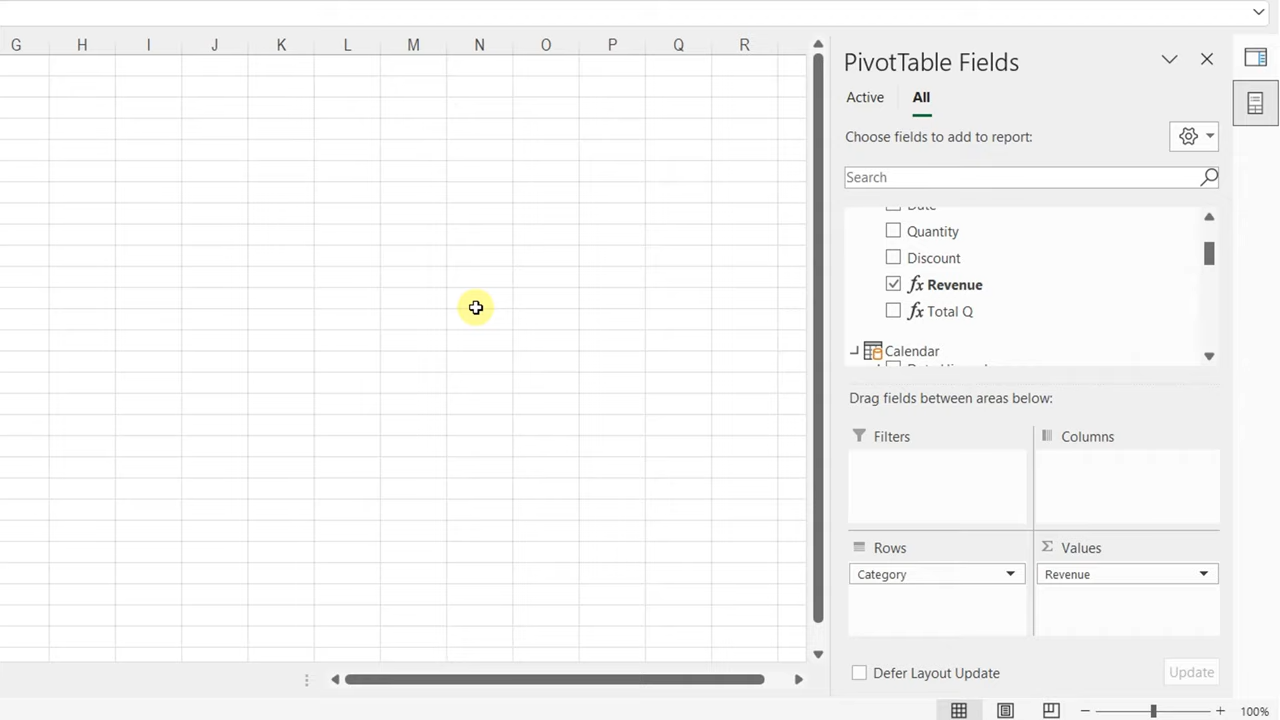 G H I J K L M N O P Q R
PivotTable Fields
Active All
Choose fields to add to report:
Search
Date
Quantity
Discount
fx Revenue
fx Total Q
Calendar
Filters
Drag fields between areas below:
Columns
Rows
Σ Values
Category
Revenue
Defer Layout Update
Update
100%